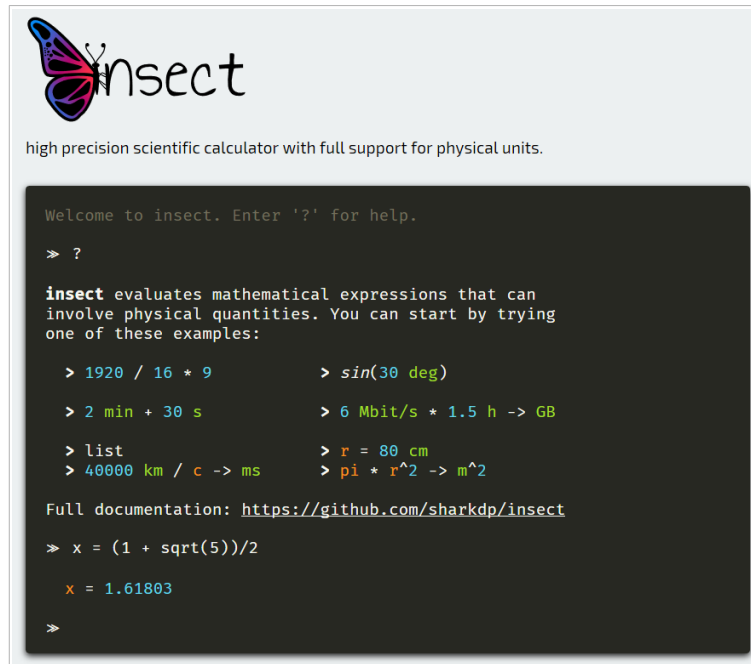 insect
high precision scientific calculator with full support for physical units.
Welcome to insect. Enter '?' for help.
≫ ?
insect evaluates mathematical expressions that can
involve physical quantities. You can start by trying
one of these examples:
> 1920 / 16 * 9 > sin(30 deg)
> 2 min + 30 s > 6 Mbit/s * 1.5 h -> GB
> list > r = 80 cm
> 40000 km / c -> ms > pi * r^2 -> m^2
Full documentation: https://github.com/sharkdp/insect
≫ x = (1 + sqrt(5))/2
x = 1.61803
≫